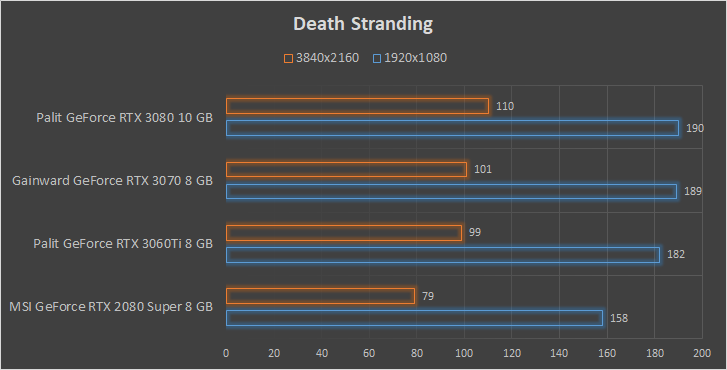 Death Stranding
3840x2160 1920x1080
Palit GeForce RTX 3080 10 GB
110
190
Gainward GeForce RTX 3070 8 GB
101
189
Palit GeForce RTX 3060Ti 8 GB
99
182
MSI GeForce RTX 2080 Super 8 GB
79
158
0 20 40 60 80 100 120 140 160 180 200